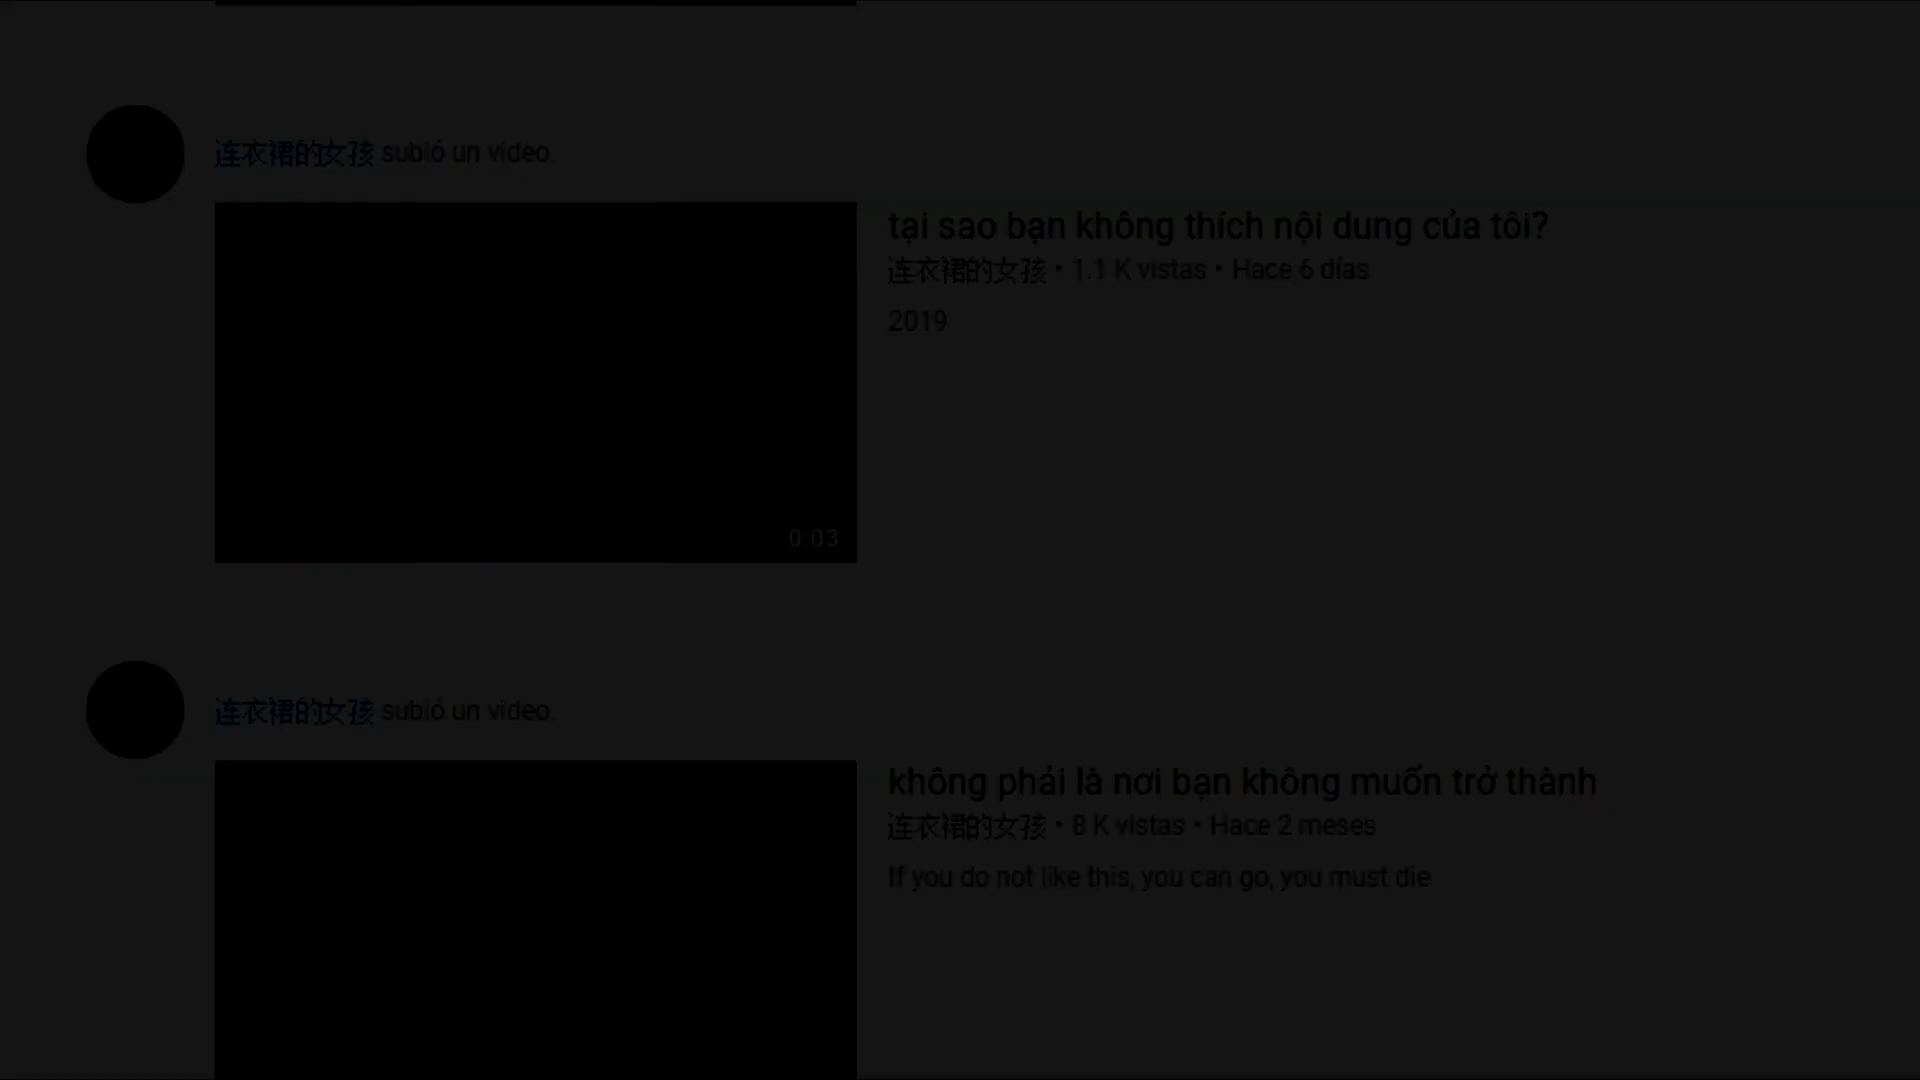 连衣裙的女孩 subió un video.
tại sao bạn không thích nội dung của tôi?
连衣裙的女孩 • 1.1 K vistas • Hace 6 días
2019
0:03
连衣裙的女孩 subió un video.
không phải là nơi bạn không muốn trở thành
连衣裙的女孩 • 8 K vistas • Hace 2 meses
If you do not like this, you can go, you must die